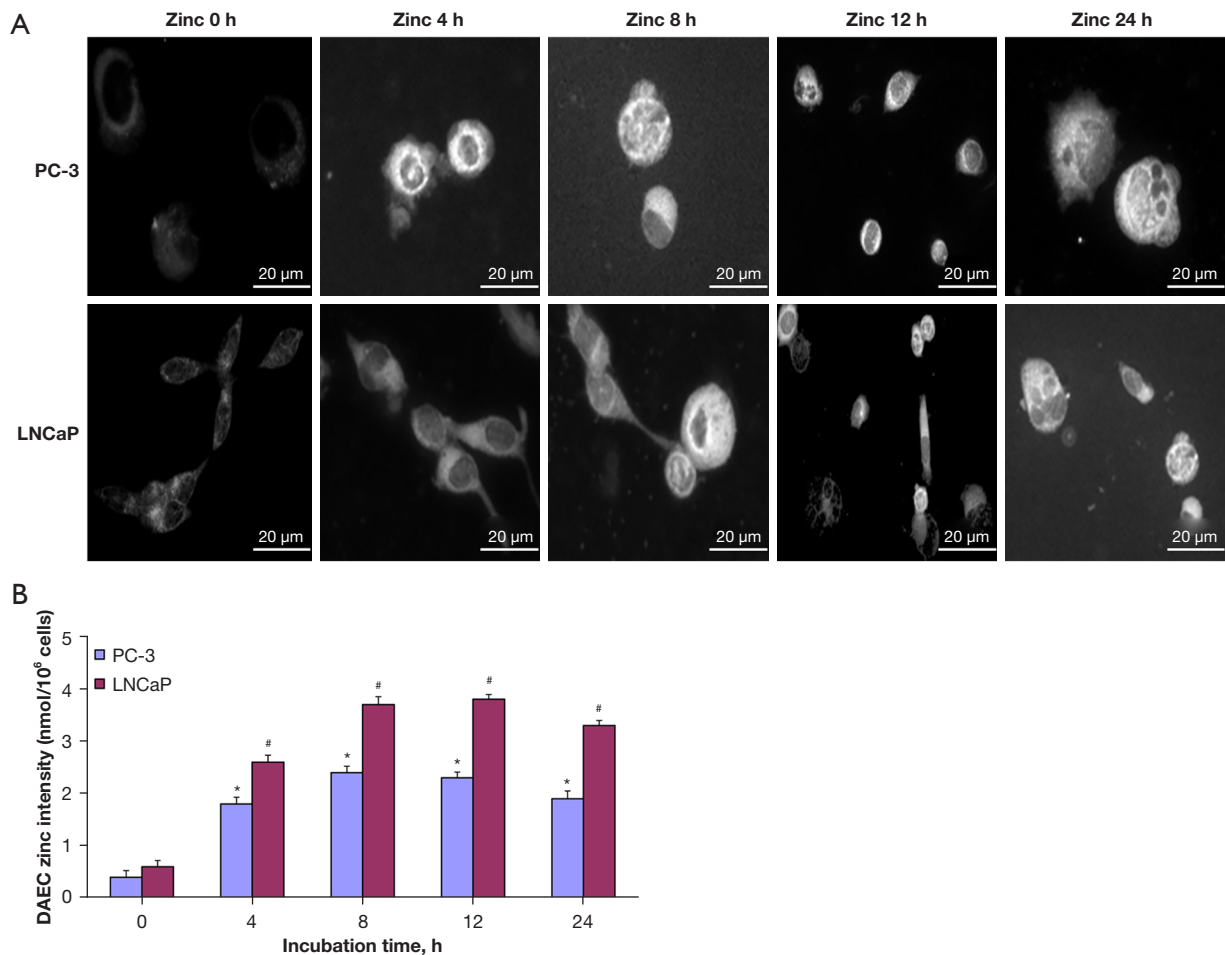 A
Zinc 0 h
Zinc 4 h
Zinc 8 h
Zinc 12 h
Zinc 24 h
PC-3
20 µm
20 µm
20 µm
20 µm
20 µm
LNCaP
20 µm
20 µm
20 µm
20 µm
20 µm
B
DAEC zinc intensity (nmol/10⁶ cells)
5
4
3
2
1
0
PC-3
LNCaP
*
#
*
#
*
#
*
#
0
4
8
12
24
Incubation time, h